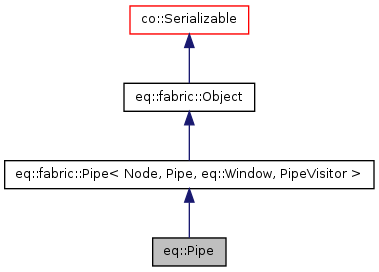 co::Serializable
eq::fabric::Object
eq::fabric::Pipe< Node, Pipe, eq::Window, PipeVisitor >
eq::Pipe